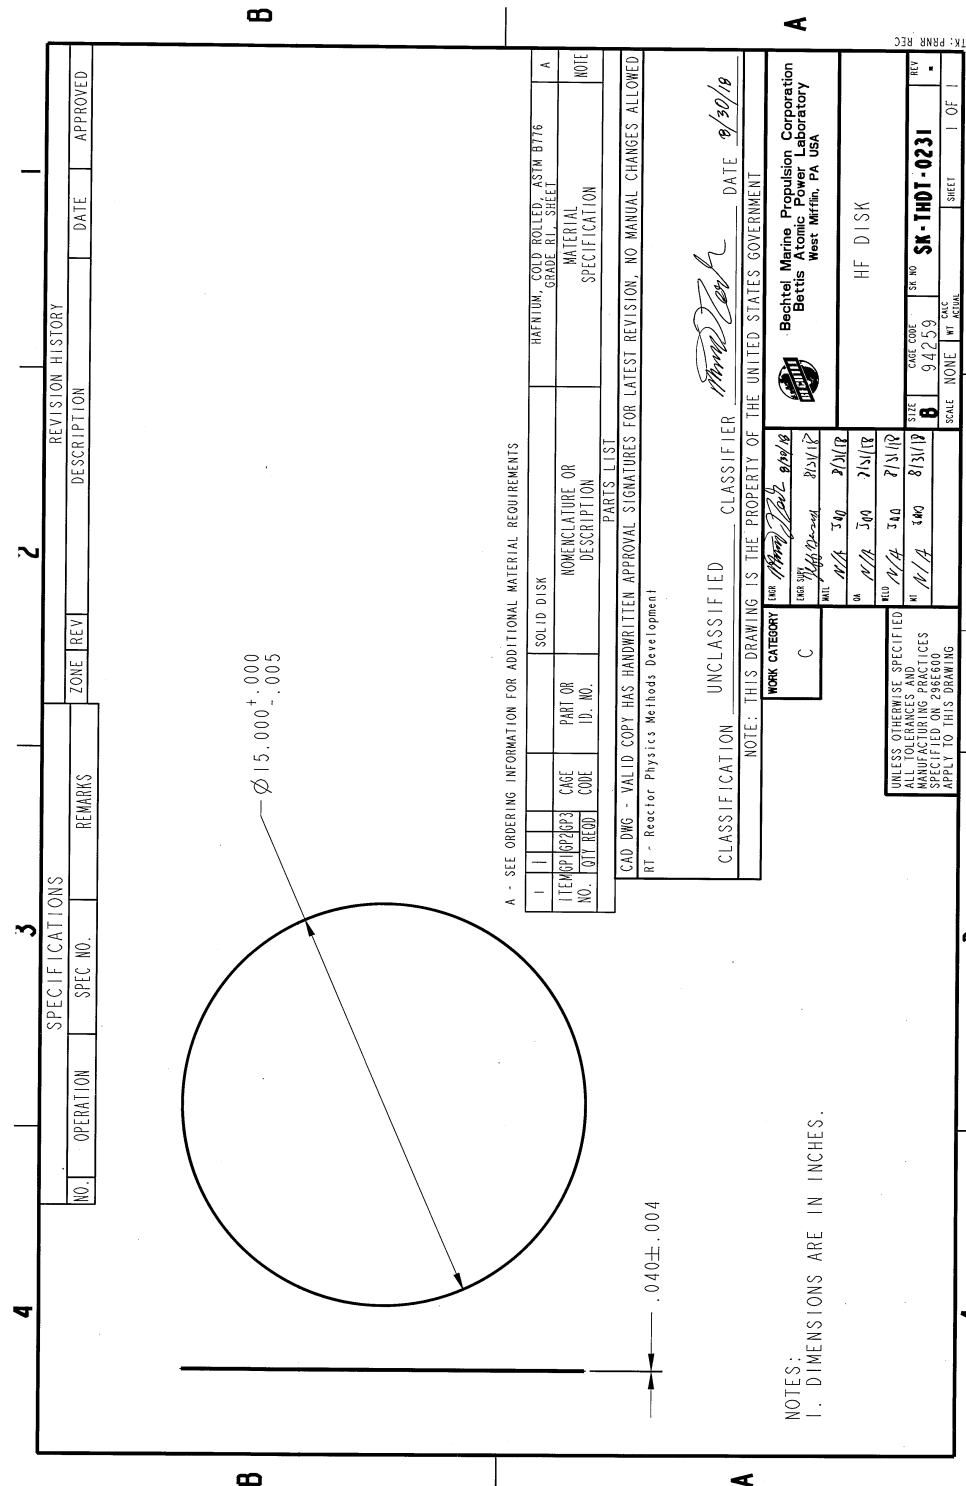 B
A
4
3
2
1
SPECIFICATIONS
NO.
OPERATION
SPEC NO.
REMARKS
REVISION HISTORY
ZONE
REV
DESCRIPTION
DATE
APPROVED
Ø15.000 +.000
-.005
.040±.004
NOTES:
1. DIMENSIONS ARE IN INCHES.
A - SEE ORDERING INFORMATION FOR ADDITIONAL MATERIAL REQUIREMENTS
1
1
SOLID DISK
HAFNIUM, COLD ROLLED, ASTM B776
GRADE R1, SHEET
A
ITEM NO.
GP1 GP2 GP3
QTY REQD
CAGE CODE
PART OR ID. NO.
NOMENCLATURE OR DESCRIPTION
MATERIAL SPECIFICATION
NOTE
PARTS LIST
CAD DWG - VALID COPY HAS HANDWRITTEN APPROVAL SIGNATURES FOR LATEST REVISION, NO MANUAL CHANGES ALLOWED
RT - Reactor Physics Methods Development
CLASSIFICATION UNCLASSIFIED CLASSIFIER DATE 8/30/18
NOTE: THIS DRAWING IS THE PROPERTY OF THE UNITED STATES GOVERNMENT
WORK CATEGORY
C
UNLESS OTHERWISE SPECIFIED
ALL TOLERANCES AND
MANUFACTURING PRACTICES
SPECIFIED ON 296E600
APPLY TO THIS DRAWING
ENGR
ENGR SUPV 8/31/18
MATL N/A 8/31/18
QA N/A 8/31/18
WELD N/A 8/31/18
MT N/A 8/31/18
Bechtel Marine Propulsion Corporation
Bettis Atomic Power Laboratory
West Mifflin, PA USA
HF DISK
SIZE
B
CAGE CODE
94259
SK NO
SK-THDT-0231
REV
-
SCALE NONE
WT CALC
ACTUAL
SHEET 1 OF 1
B
A